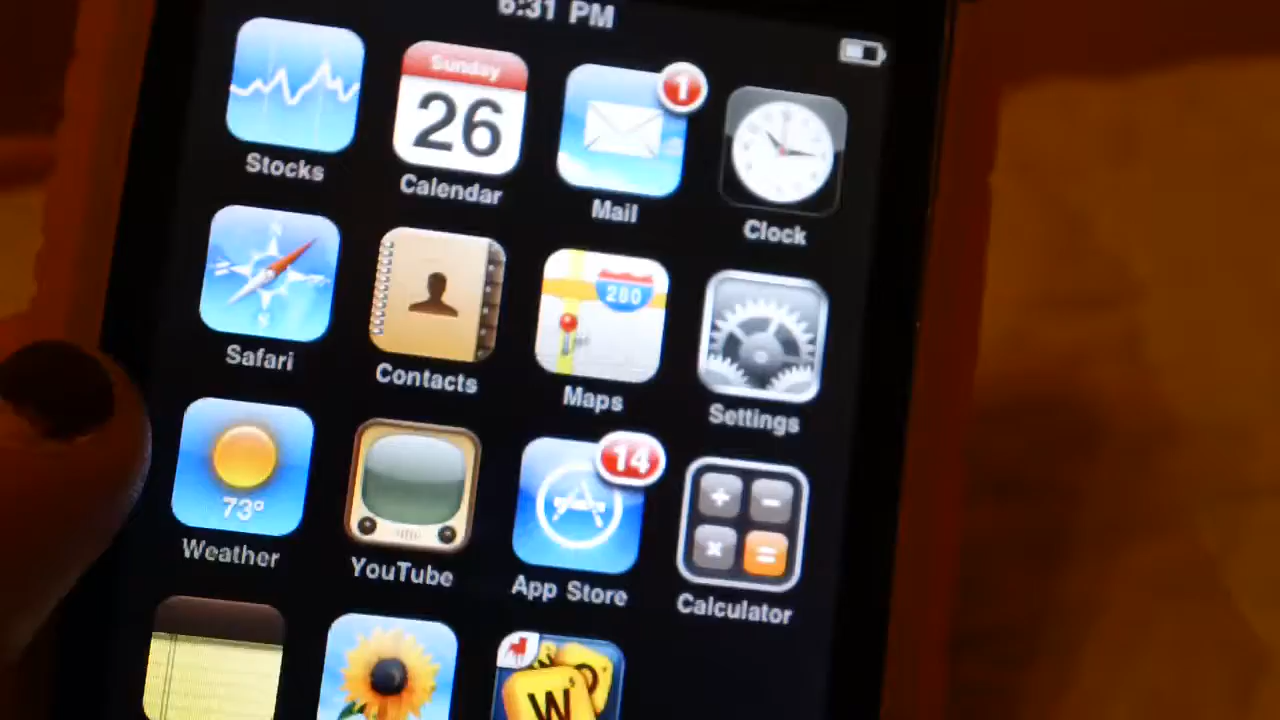 6:31 PM
Sunday
26
1
Stocks
Calendar
Mail
Clock
N
S
280
Safari
Contacts
Maps
Settings
73°
14
+ −
× =
Weather
YouTube
App Store
Calculator
W